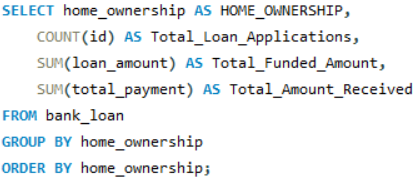 SELECT home_ownership AS HOME_OWNERSHIP,
COUNT(id) AS Total_Loan_Applications,
SUM(loan_amount) AS Total_Funded_Amount,
SUM(total_payment) AS Total_Amount_Received
FROM bank_loan
GROUP BY home_ownership
ORDER BY home_ownership;